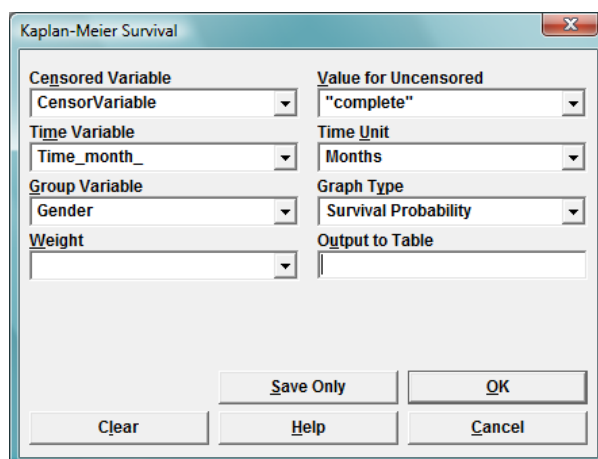 Kaplan-Meier Survival
Censored Variable Value for Uncensored
CensorVariable "complete"
Time Variable Time Unit
Time_month_ Months
Group Variable Graph Type
Gender Survival Probability
Weight Output to Table
Save Only OK
Clear Help Cancel